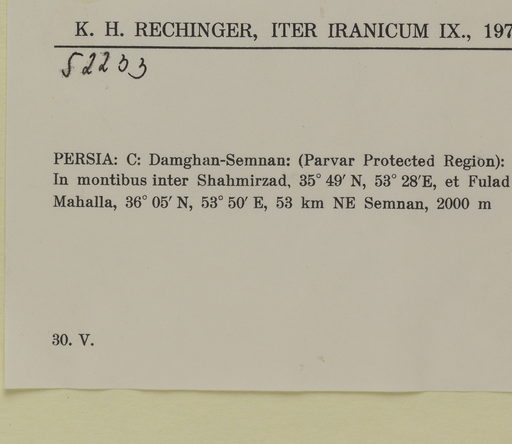 K. H. RECHINGER, ITER IRANICUM IX., 197
52233
PERSIA: C: Damghan-Semnan: (Parvar Protected Region):
In montibus inter Shahmirzad, 35° 49′ N, 53° 28′E, et Fulad
Mahalla, 36° 05′ N, 53° 50′ E, 53 km NE Semnan, 2000 m
30. V.